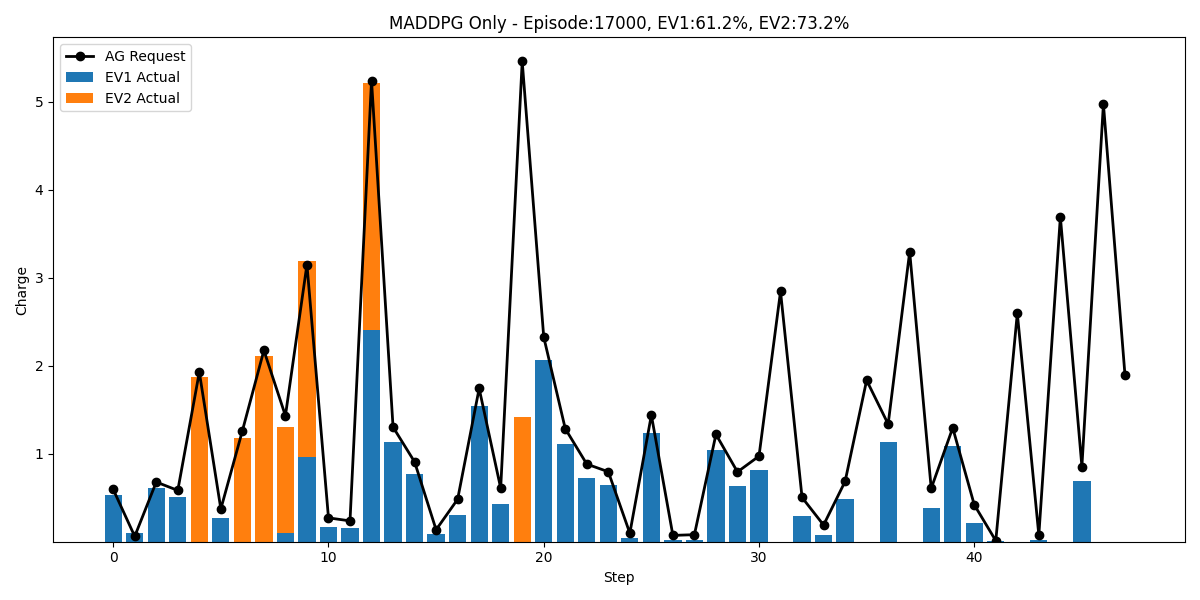 MADDPG Only - Episode:17000, EV1:61.2%, EV2:73.2%
AG Request
EV1 Actual
EV2 Actual
5
4
3
2
1
Charge
0 10 20 30 40
Step